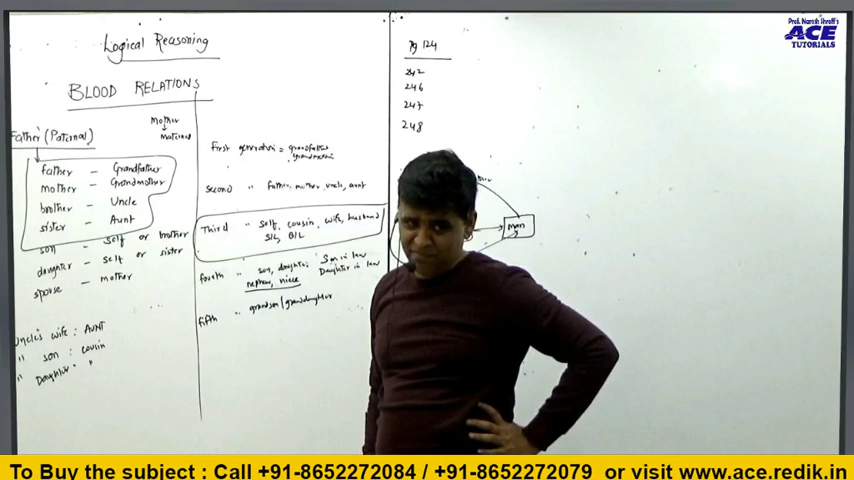 Logical Reasoning
BLOOD RELATIONS
Mother
Maternal
Father (Paternal)
father - Grandfather
mother - Grandmother
brother - Uncle
sister - Aunt
son - self or brother
daughter - self or sister
spouse - mother
uncle's wife : AUNT
" son : cousin
" Daughter "
First generation = grandfather
grandmother
Second " father, mother, uncle, aunt
Third " self, cousin, wife, husband
SIL, BIL
fourth " son, daughter, Son in law
nephew, niece Daughter in law
fifth " grandson/granddaughter
Pg 124
242
246
247
248
man
Prof. Naresh Shroff's
ACE
TUTORIALS
To Buy the subject : Call +91-8652272084 / +91-8652272079 or visit www.ace.redik.in